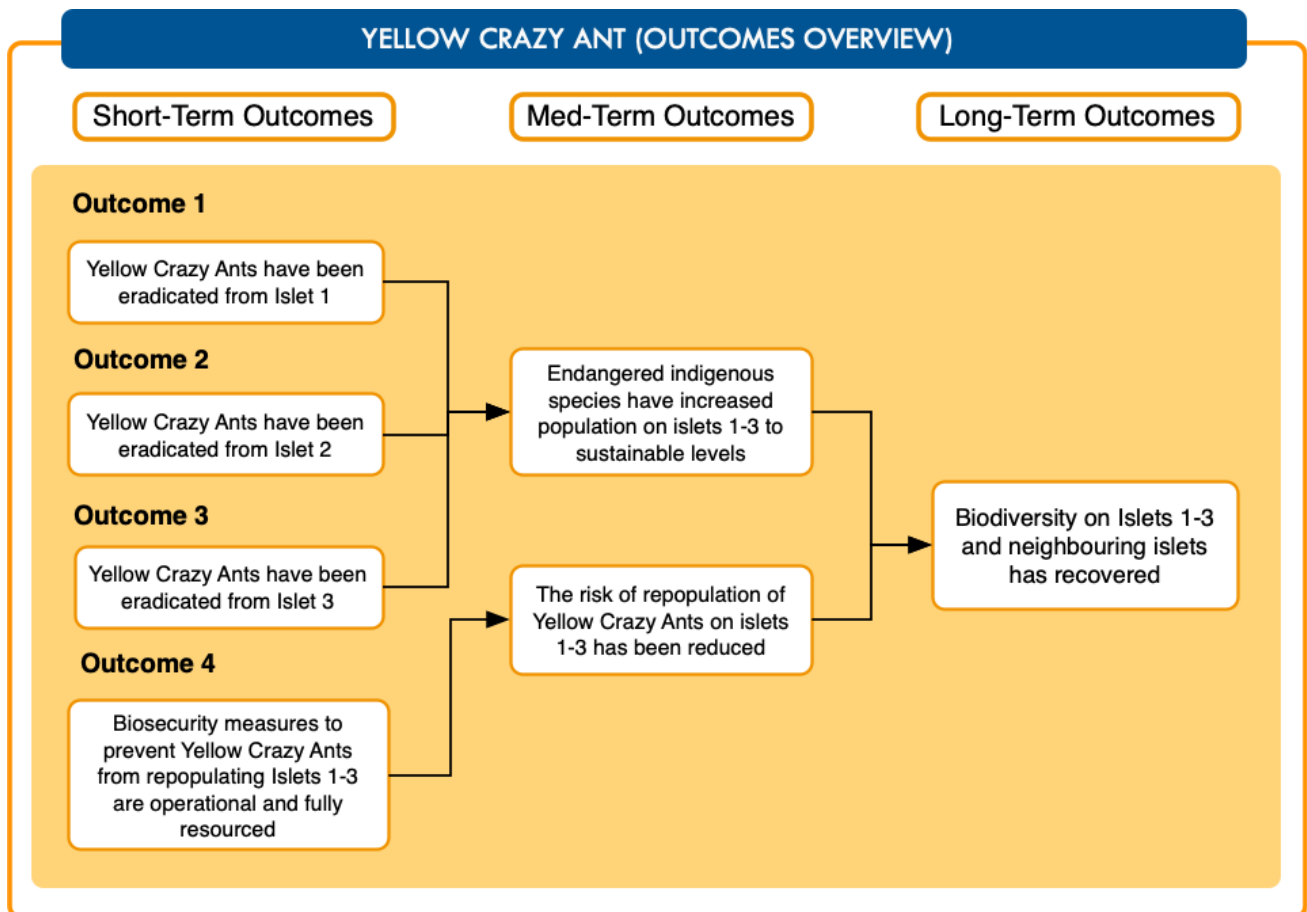 YELLOW CRAZY ANT (OUTCOMES OVERVIEW)
Short-Term Outcomes
Med-Term Outcomes
Long-Term Outcomes
Outcome 1
Yellow Crazy Ants have been
eradicated from Islet 1
Outcome 2
Yellow Crazy Ants have been
eradicated from Islet 2
Outcome 3
Yellow Crazy Ants have been
eradicated from Islet 3
Outcome 4
Biosecurity measures to
prevent Yellow Crazy Ants
from repopulating Islets 1-3
are operational and fully
resourced
Endangered indigenous
species have increased
population on islets 1-3 to
sustainable levels
The risk of repopulation of
Yellow Crazy Ants on islets
1-3 has been reduced
Biodiversity on Islets 1-3
and neighbouring islets
has recovered